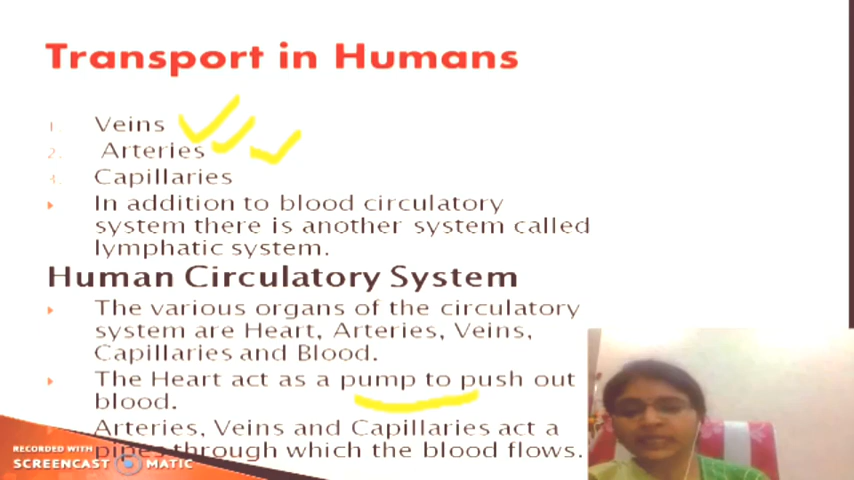 Transport in Humans
1. Veins
2. Arteries
3. Capillaries
In addition to blood circulatory
system there is another system called
lymphatic system.
Human Circulatory System
The various organs of the circulatory
system are Heart, Arteries, Veins,
Capillaries and Blood.
The Heart act as a pump to push out
blood.
Arteries, Veins and Capillaries act a
pipes through which the blood flows.
RECORDED WITH
SCREENCAST MATIC